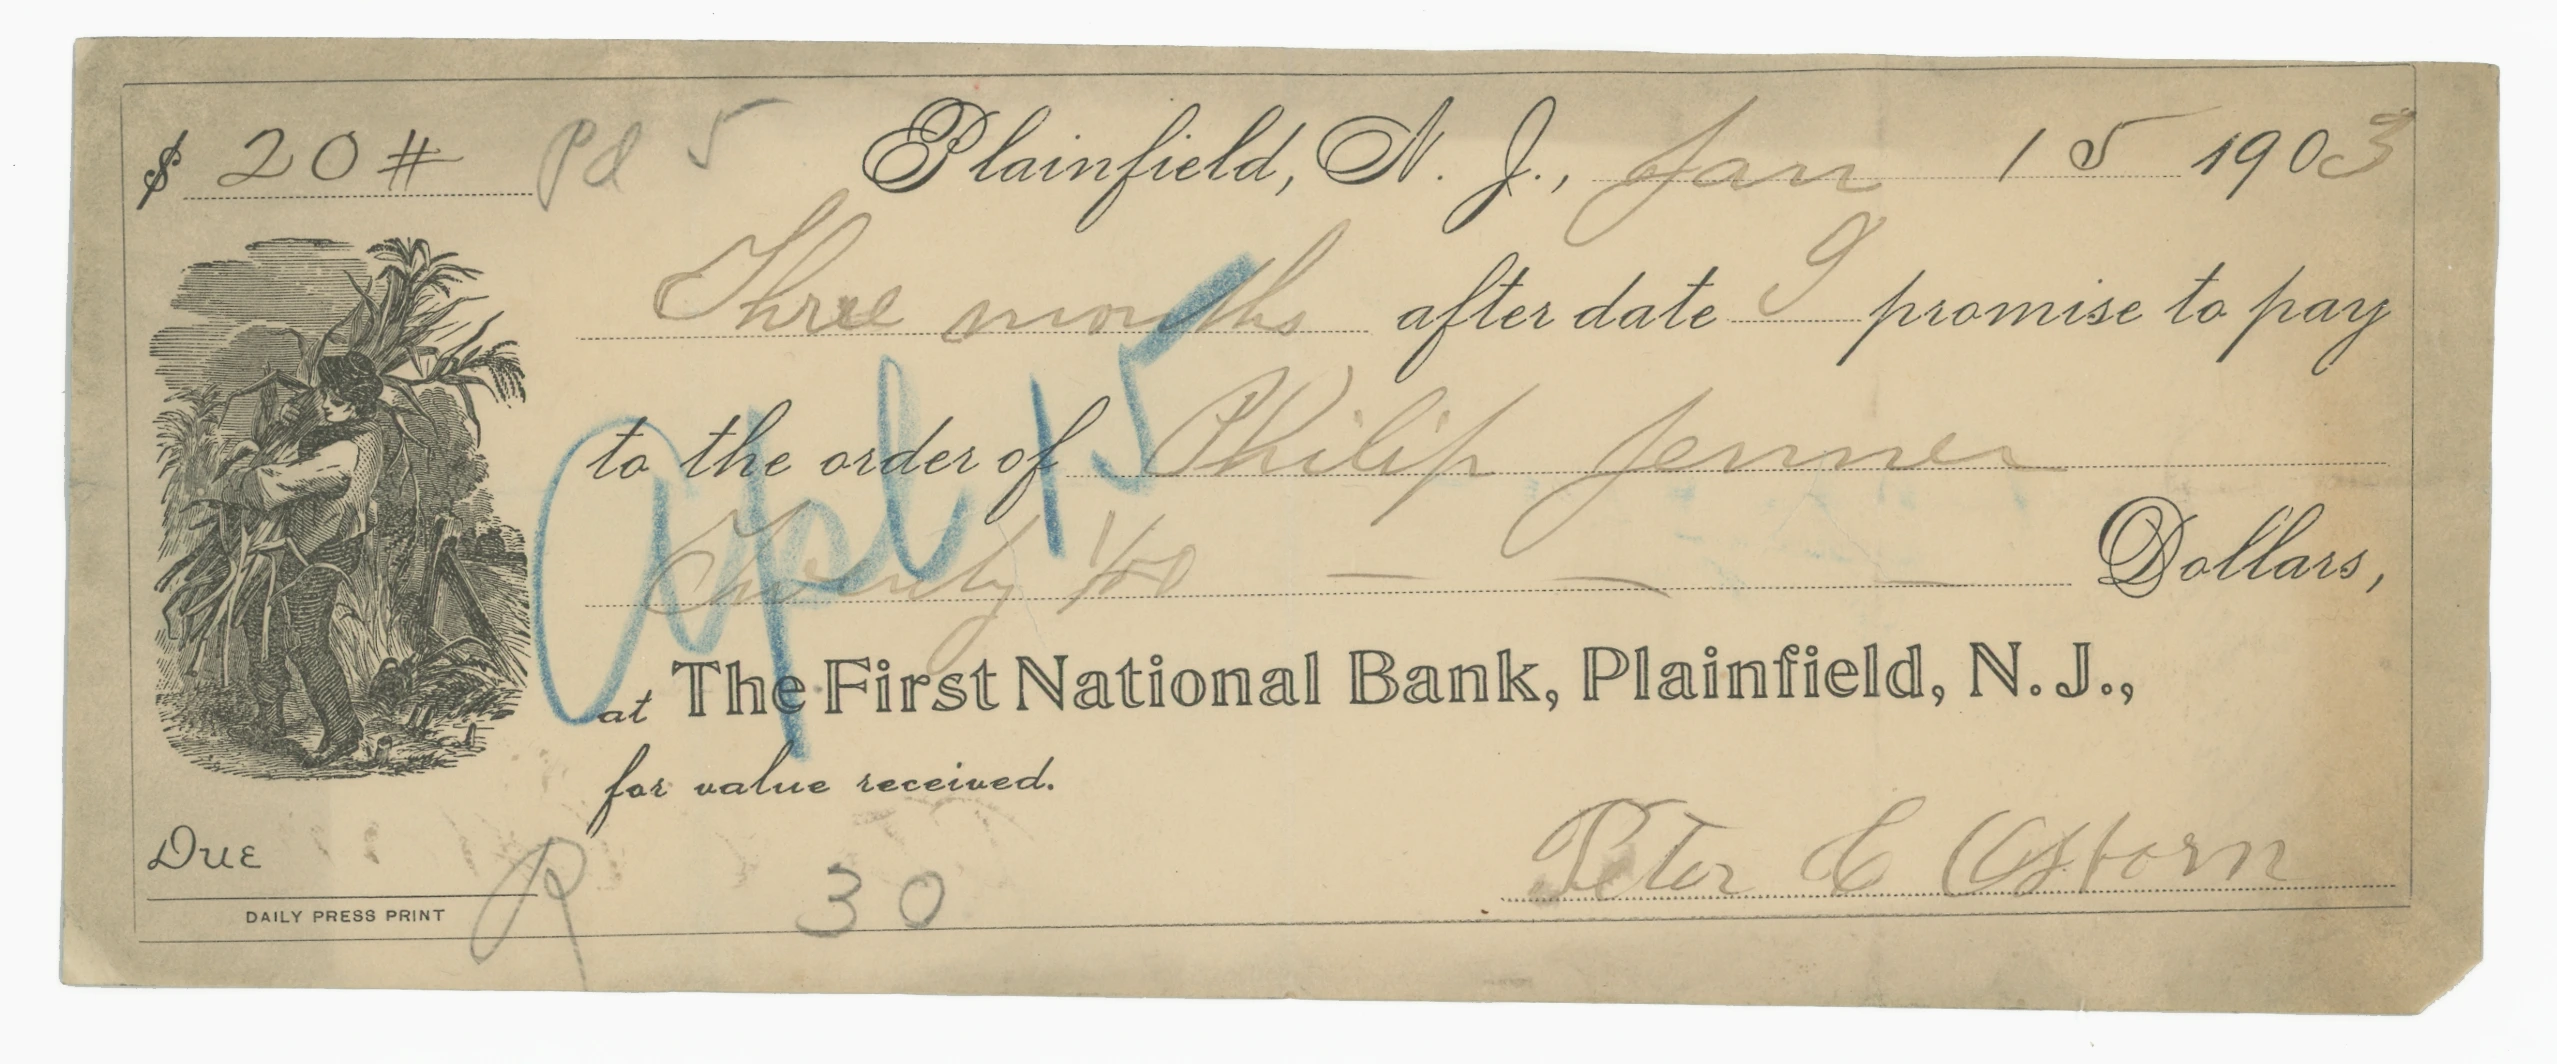 $ 20 # Pd 5 Plainfield, N. J., Jan 15 1903
Three months after date I promise to pay
to the order of Philip Jenner
Apl 15
Twenty 1/100 — — — Dollars,
at The First National Bank, Plainfield, N. J.,
for value received.
Due
Peter C Osborn
R 30
DAILY PRESS PRINT